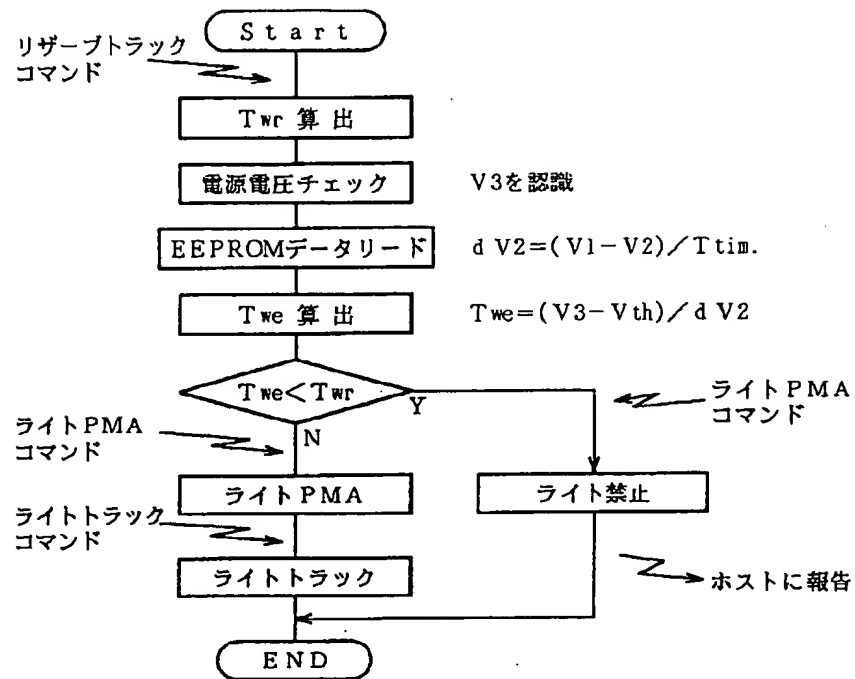 Start
リザーブトラック
コマンド
Twr 算出
電源電圧チェック
V3を認識
EEPROMデータリード
dV2=(V1-V2)/Ttim.
Twe 算出
Twe=(V3-Vth)/dV2
Twe<Twr
Y
N
ライトPMA
コマンド
ライトPMA
コマンド
ライトPMA
ライト禁止
ライトトラック
コマンド
ライトトラック
ホストに報告
END